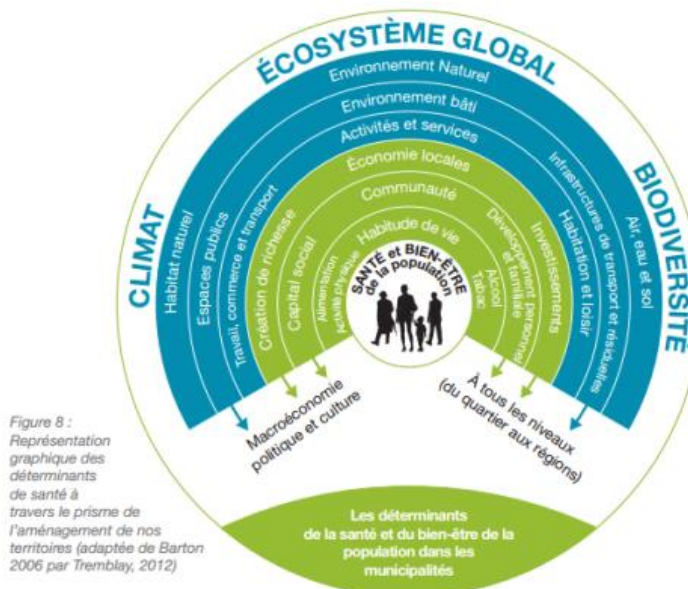 ÉCOSYSTÈME GLOBAL
CLIMAT
BIODIVERSITÉ
Environnement Naturel
Habitat naturel
Air eau et sol
Environnement bâti
Espaces publics
Infrastructures de transport et résiduelles
Activités et services
Travail, commerce et transport
Habitation et loisir
Économie locales
Création de richesse
Investissements
Communauté
Capital social
Développement personnel
et familiale
Habitude de vie
Alimentation
Activité physique
Alcool
Tabac
SANTÉ et BIEN-ÊTRE
de la population
Macroéconomie
politique et culture
À tous les niveaux
(du quartier aux régions)
Figure 8 :
Représentation
graphique des
déterminants
de santé à
travers le prisme de
l'aménagement de nos
territoires (adaptée de Barton
2006 par Tremblay, 2012)
Les déterminants
de la santé et du bien-être de la
population dans les
municipalités